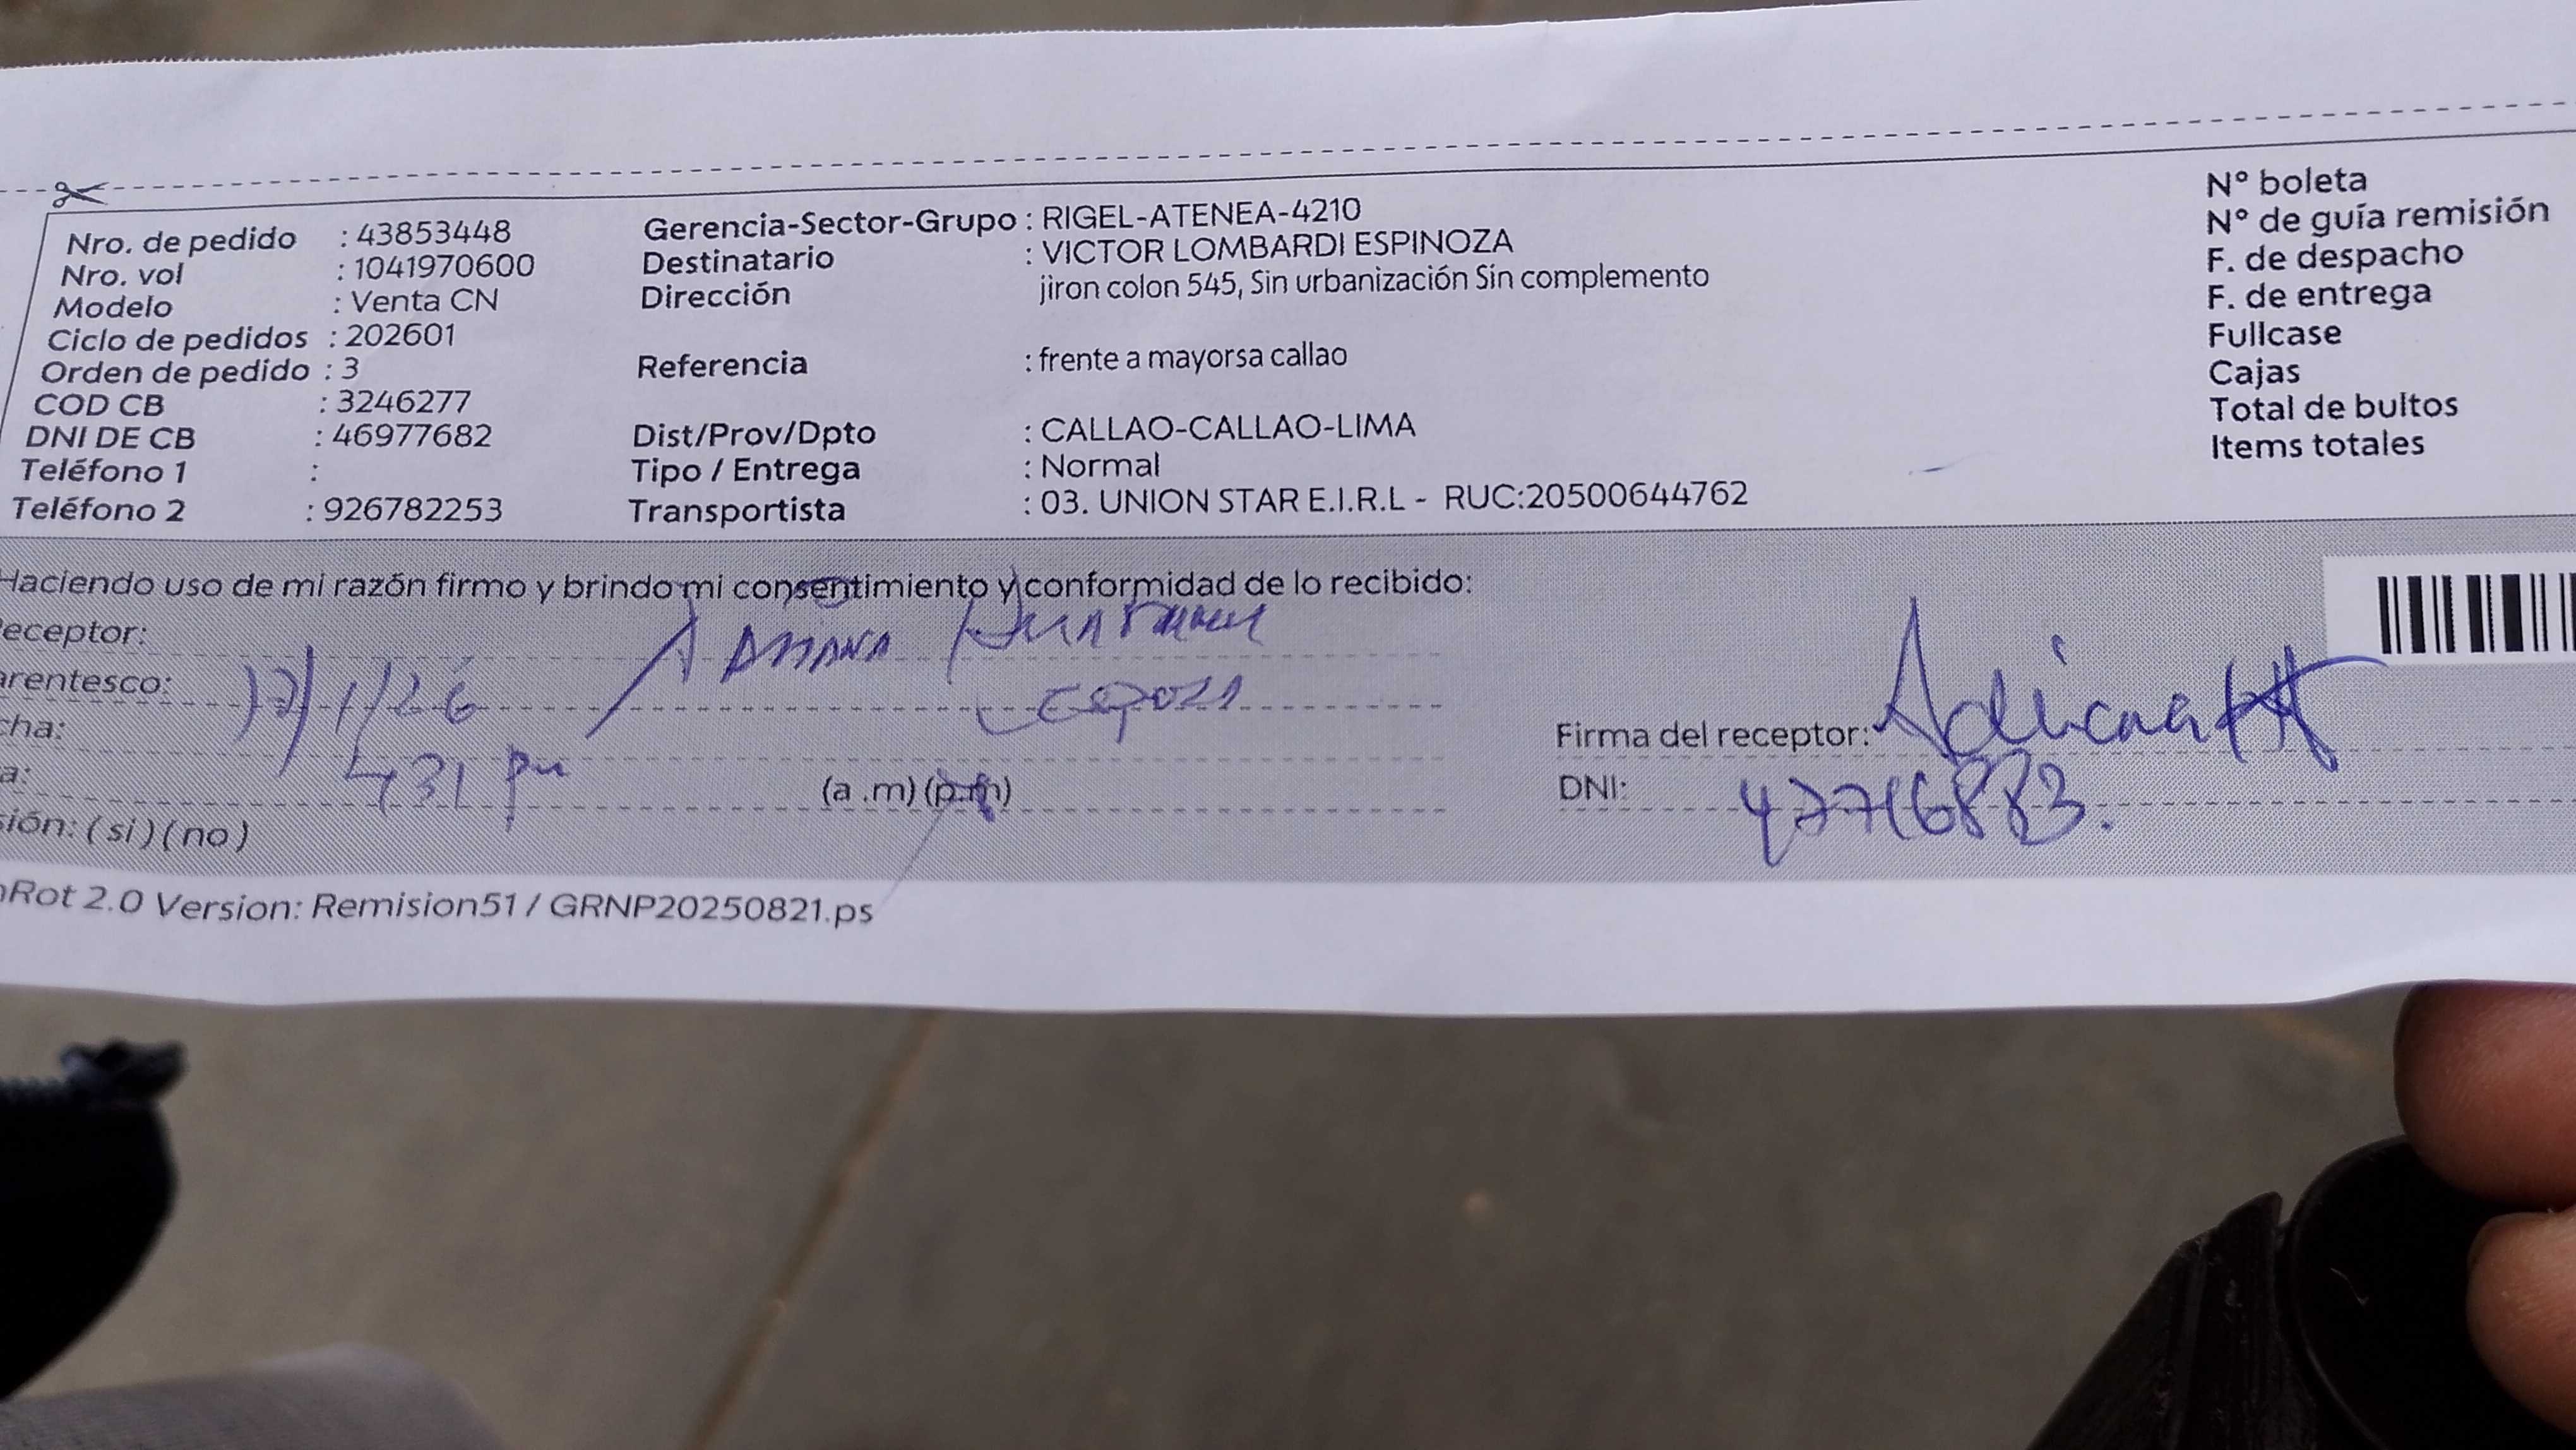 Nro. de pedido : 43853448
Nro. vol : 1041970600
Modelo : Venta CN
Ciclo de pedidos : 202601
Orden de pedido : 3
COD CB : 3246277
DNI DE CB : 46977682
Teléfono 1 :
Teléfono 2 : 926782253
Gerencia-Sector-Grupo : RIGEL-ATENEA-4210
Destinatario : VICTOR LOMBARDI ESPINOZA
Dirección jiron colon 545, Sin urbanización Sin complemento
Referencia : frente a mayorsa callao
Dist/Prov/Dpto : CALLAO-CALLAO-LIMA
Tipo / Entrega : Normal
Transportista : 03. UNION STAR E.I.R.L - RUC:20500644762
N° boleta
N° de guía remisión
F. de despacho
F. de entrega
Fullcase
Cajas
Total de bultos
Items totales
Haciendo uso de mi razón firmo y brindo mi consentimiento y conformidad de lo recibido:
eceptor:
arentesco: 17/1/26
cha:
a: 431 pm (a .m) (p.m)
sión: ( si ) ( no )
Firma del receptor:
DNI: 47716883.
Rot 2.0 Version: Remision51 / GRNP20250821.ps